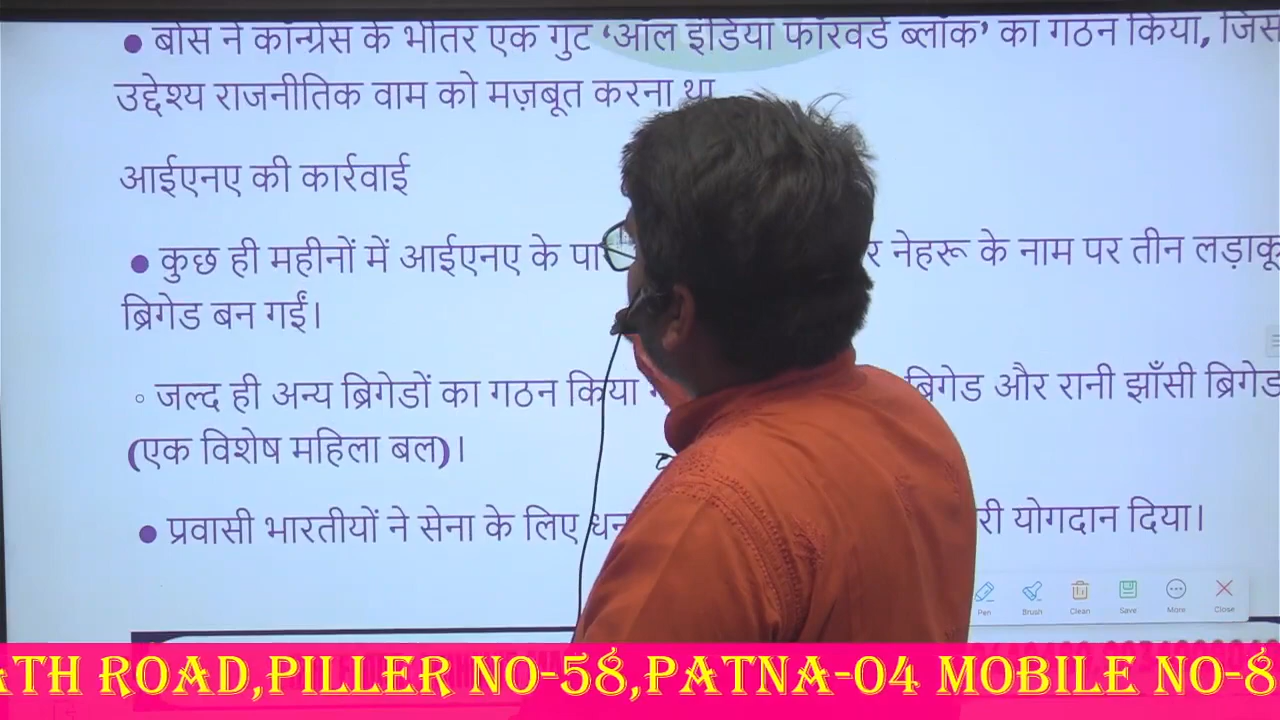 ● बोस ने कॉन्ग्रेस के भीतर एक गुट ‘ऑल इंडिया फॉरवर्ड ब्लॉक’ का गठन किया, जिस
उद्देश्य राजनीतिक वाम को मज़बूत करना था
आईएनए की कार्रवाई
● कुछ ही महीनों में आईएनए के पा नेहरू के नाम पर तीन लड़ाकू
ब्रिगेड बन गईं।
◦ जल्द ही अन्य ब्रिगेडों का गठन किया ब्रिगेड और रानी झाँसी ब्रिगेड
(एक विशेष महिला बल)।
● प्रवासी भारतीयों ने सेना के लिए धन री योगदान दिया।
Pen Brush Clean Save More Close
ATH ROAD,PILLER NO-58,PATNA-04 MOBILE NO-8